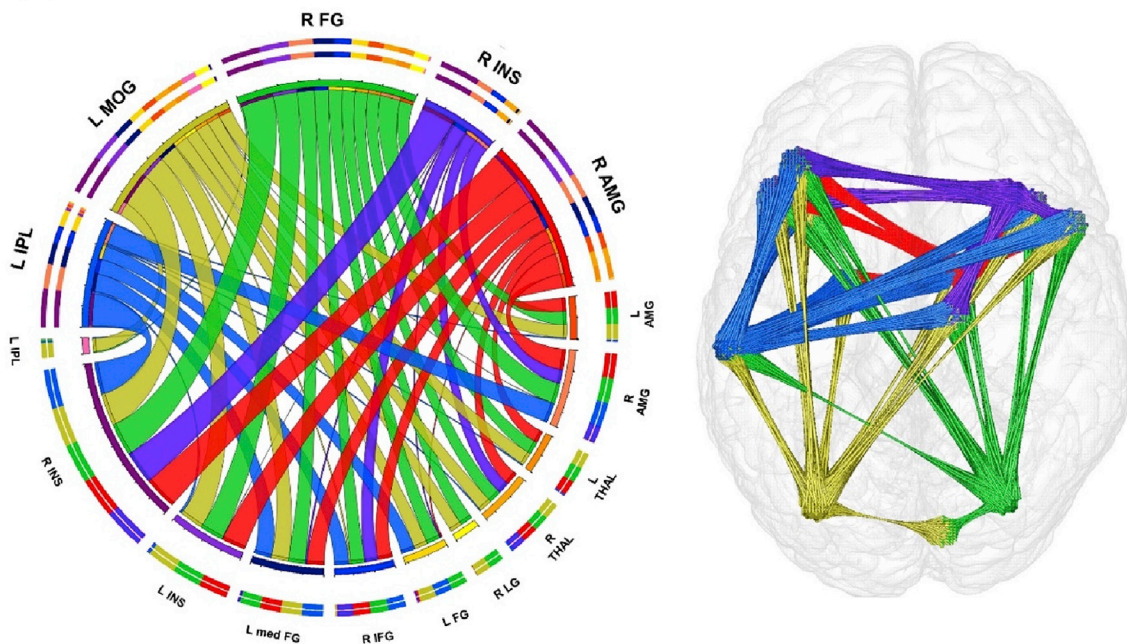 R FG
R INS
L MOG
R AMG
L IPL
L IPL
L
AMG
R
AMG
R INS
L
THAL
R
THAL
R LG
L INS
L FG
L med FG
R IFG